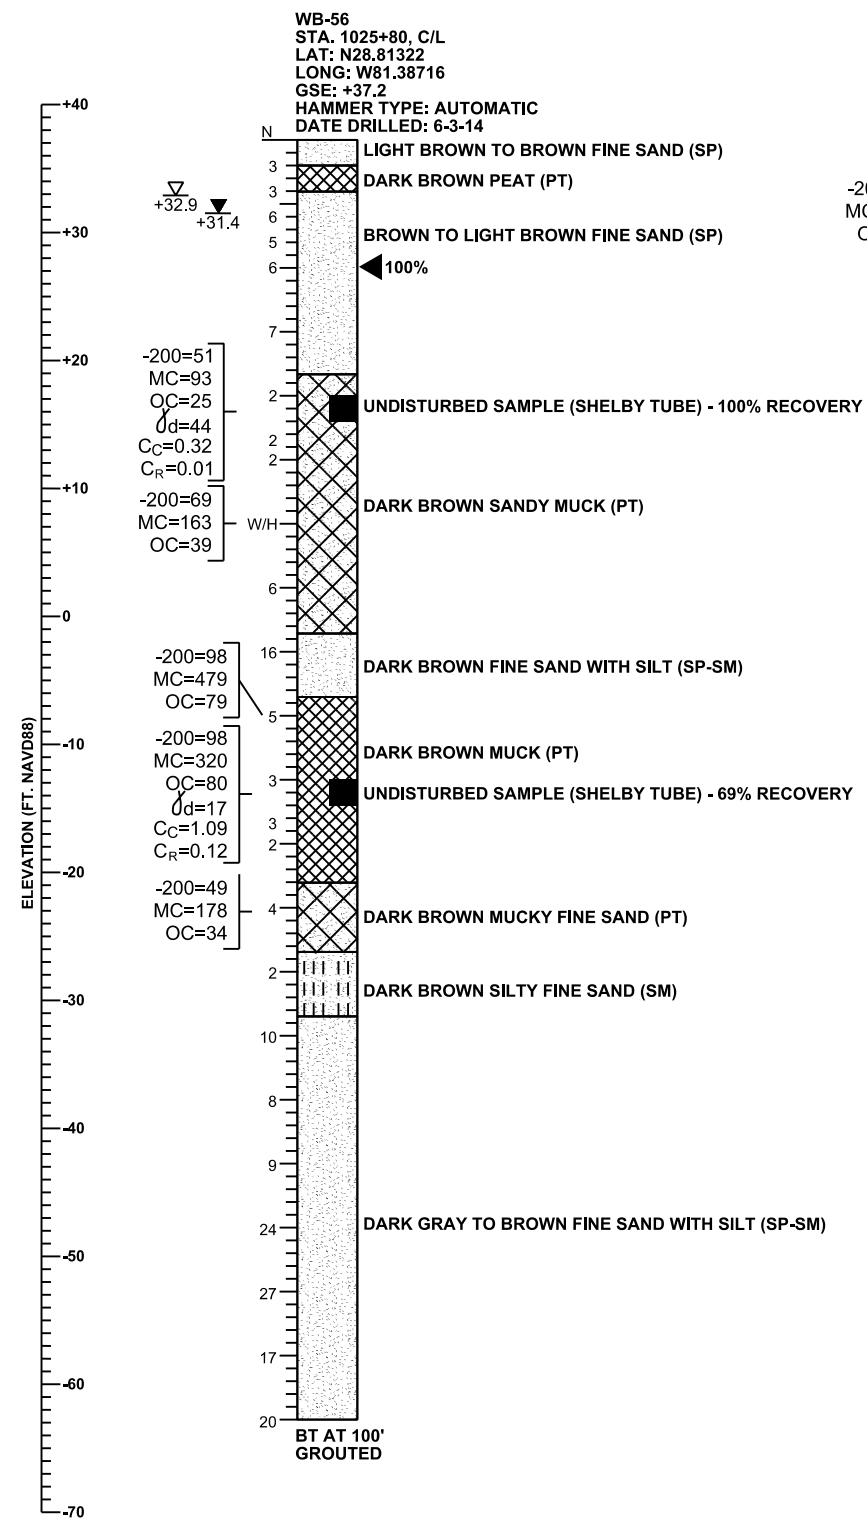 WB-56
STA. 1025+80, C/L
LAT: N28.81322
LONG: W81.38716
GSE: +37.2
HAMMER TYPE: AUTOMATIC
DATE DRILLED: 6-3-14
+40
N
LIGHT BROWN TO BROWN FINE SAND (SP)
3
DARK BROWN PEAT (PT)
3
+32.9
+31.4
6
+30
5
BROWN TO LIGHT BROWN FINE SAND (SP)
6
100%
7
+20
-200=51
MC=93
OC=25
γd=44
CC=0.32
CR=0.01
2
UNDISTURBED SAMPLE (SHELBY TUBE) - 100% RECOVERY
2
2
+10
-200=69
MC=163
OC=39
W/H
DARK BROWN SANDY MUCK (PT)
6
0
16
DARK BROWN FINE SAND WITH SILT (SP-SM)
-200=98
MC=479
OC=79
5
-10
-200=98
MC=320
OC=80
γd=17
CC=1.09
CR=0.12
DARK BROWN MUCK (PT)
3
UNDISTURBED SAMPLE (SHELBY TUBE) - 69% RECOVERY
3
2
-20
ELEVATION (FT. NAVD88)
-200=49
MC=178
OC=34
4
DARK BROWN MUCKY FINE SAND (PT)
2
DARK BROWN SILTY FINE SAND (SM)
-30
10
8
-40
9
24
DARK GRAY TO BROWN FINE SAND WITH SILT (SP-SM)
-50
27
17
-60
20
BT AT 100'
GROUTED
-70